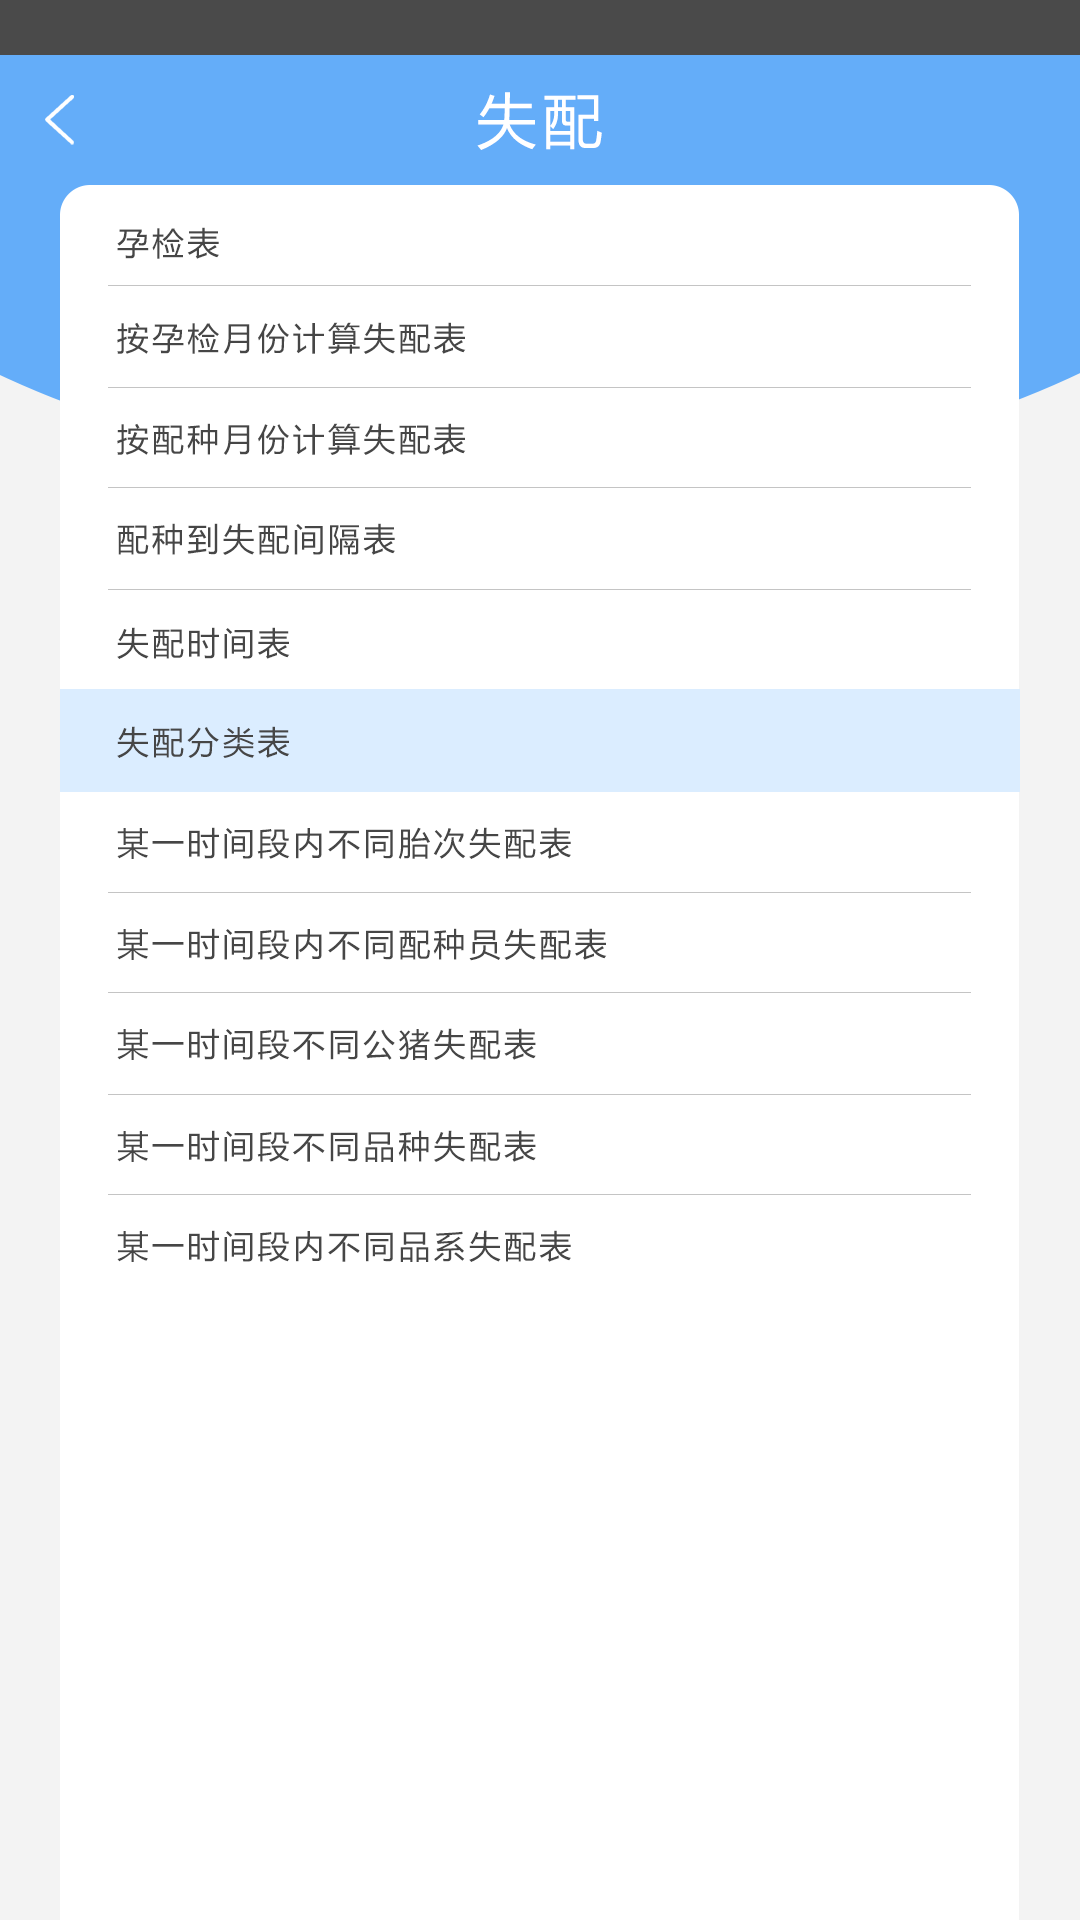 失配
孕检表
按孕检月份计算失配表
按配种月份计算失配表
配种到失配间隔表
失配时间表
失配分类表
某一时间段内不同胎次失配表
某一时间段内不同配种员失配表
某一时间段不同公猪失配表
某一时间段不同品种失配表
某一时间段内不同品系失配表